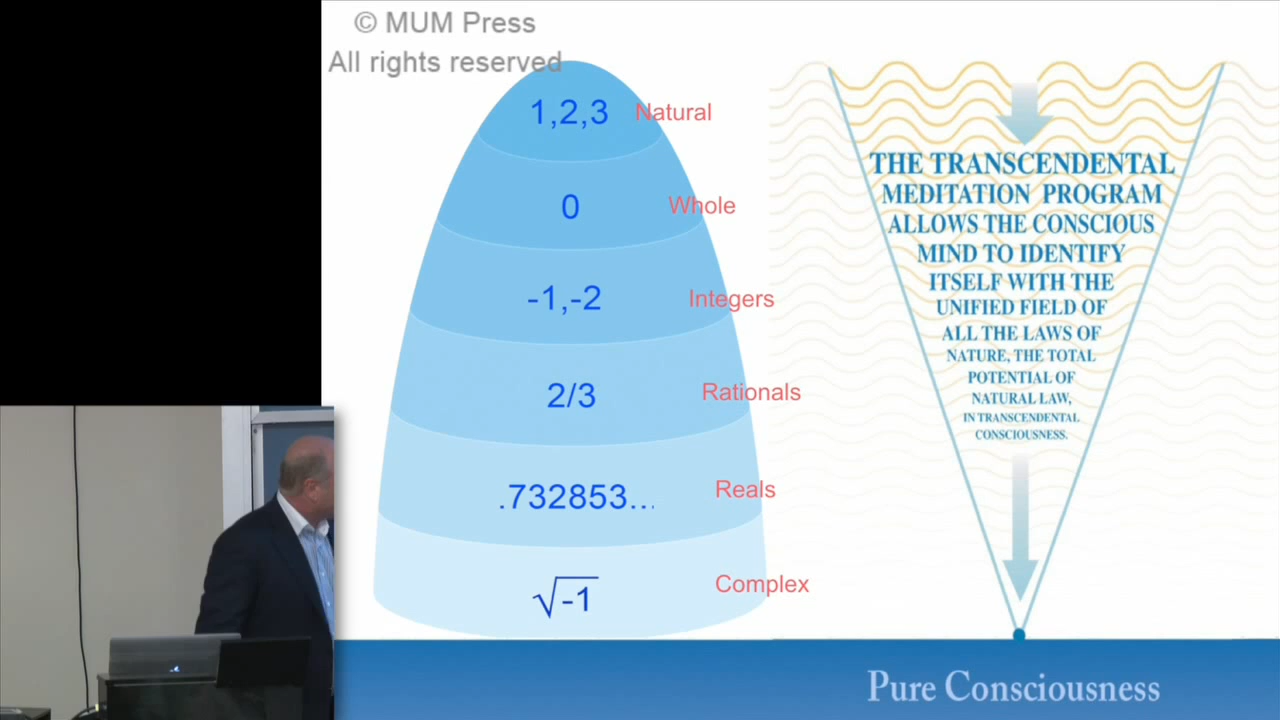 © MUM Press
All rights reserved
1,2,3 Natural
0 Whole
-1,-2 Integers
2/3 Rationals
.732853... Reals
√-1 Complex
THE TRANSCENDENTAL
MEDITATION PROGRAM
ALLOWS THE CONSCIOUS
MIND TO IDENTIFY
ITSELF WITH THE
UNIFIED FIELD OF
ALL THE LAWS OF
NATURE, THE TOTAL
POTENTIAL OF
NATURAL LAW,
IN TRANSCENDENTAL
CONSCIOUSNESS.
Pure Consciousness